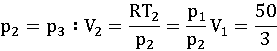 p₂ = p₃ : V₂ = RT₂/p₂ = p₁/p₂ V₁ = 50/3